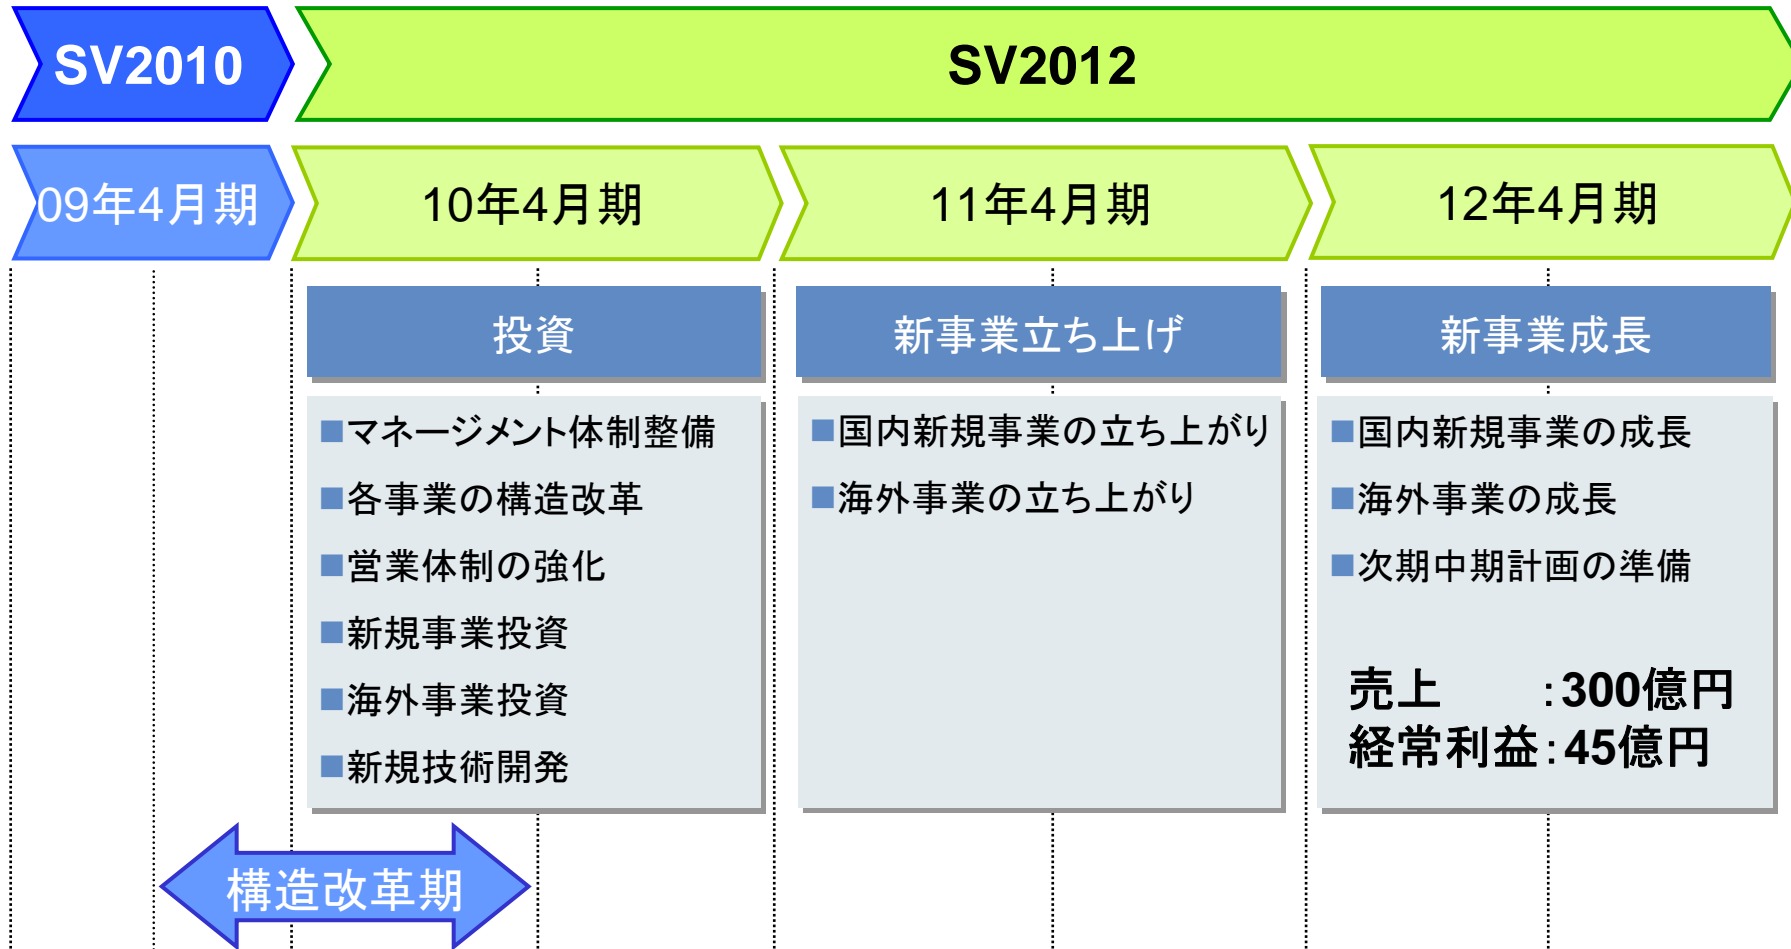 SV2010
SV2012
09年4月期
10年4月期
11年4月期
12年4月期
投資
■マネージメント体制整備
■各事業の構造改革
■営業体制の強化
■新規事業投資
■海外事業投資
■新規技術開発
新事業立ち上げ
■国内新規事業の立ち上がり
■海外事業の立ち上がり
新事業成長
■国内新規事業の成長
■海外事業の成長
■次期中期計画の準備
売上　　：300億円
経常利益：45億円
構造改革期